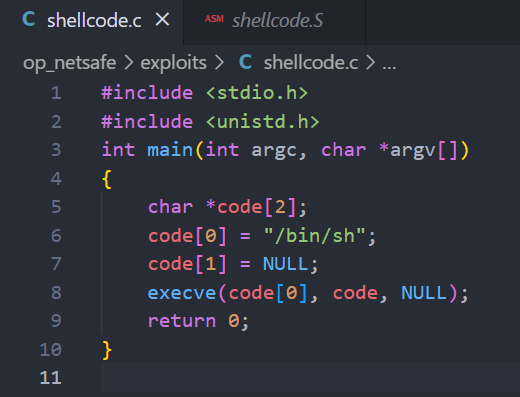 C shellcode.c × ASM shellcode.S
op_netsafe > exploits > C shellcode.c > ...
1 #include <stdio.h>
2 #include <unistd.h>
3 int main(int argc, char *argv[])
4 {
5     char *code[2];
6     code[0] = "/bin/sh";
7     code[1] = NULL;
8     execve(code[0], code, NULL);
9     return 0;
10 }
11